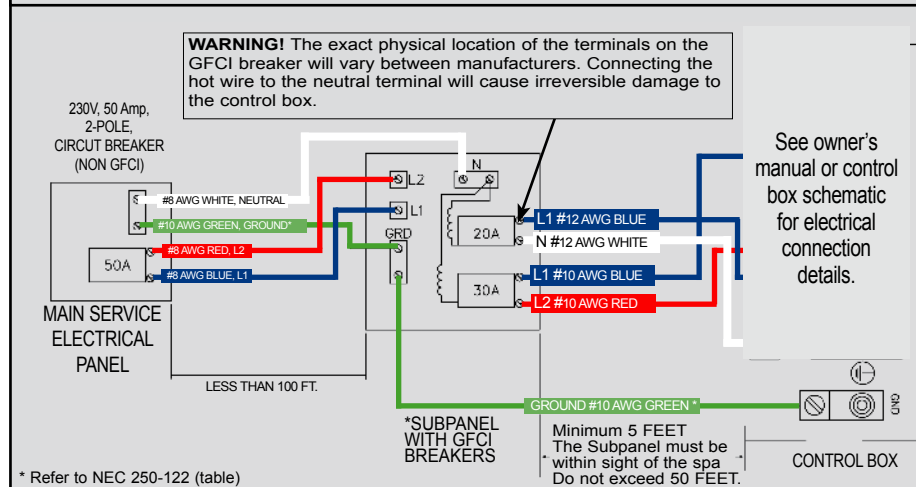 WARNING! The exact physical location of the terminals on the
GFCI breaker will vary between manufacturers. Connecting the
hot wire to the neutral terminal will cause irreversible damage to
the control box.
230V, 50 Amp,
2-POLE,
CIRCUT BREAKER
(NON GFCI)
#8 AWG WHITE, NEUTRAL
#10 AWG GREEN, GROUND*
#8 AWG RED, L2
#8 AWG BLUE, L1
50A
MAIN SERVICE
ELECTRICAL
PANEL
LESS THAN 100 FT.
N
L2
L1
GRD
20A
30A
L1 #12 AWG BLUE
N #12 AWG WHITE
L1 #10 AWG BLUE
L2 #10 AWG RED
See owner's
manual or control
box schematic
for electrical
connection
details.
GROUND #10 AWG GREEN *
GND
*SUBPANEL
WITH GFCI
BREAKERS
Minimum 5 FEET
The Subpanel must be
within sight of the spa
Do not exceed 50 FEET.
CONTROL BOX
* Refer to NEC 250-122 (table)